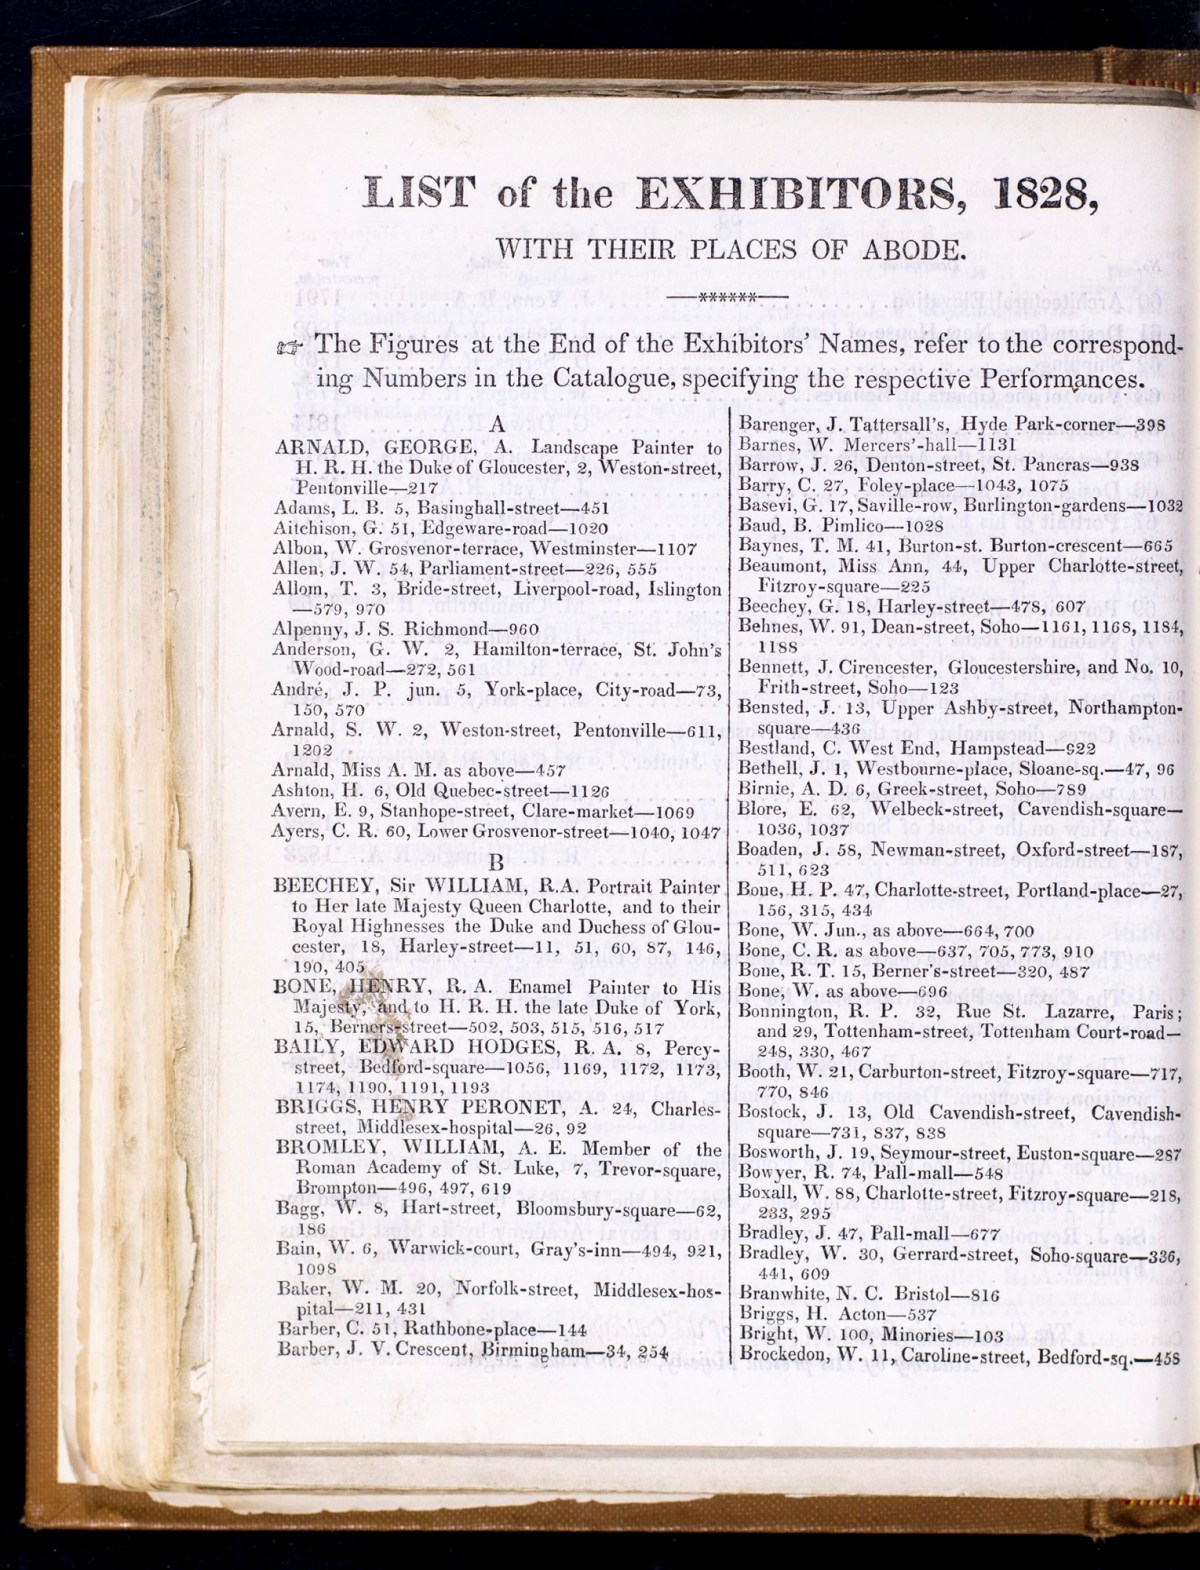 LIST of the EXHIBITORS, 1828,
WITH THEIR PLACES OF ABODE.
******
☞ The Figures at the End of the Exhibitors' Names, refer to the correspond-
ing Numbers in the Catalogue, specifying the respective Performances.
A
ARNALD, GEORGE, A. Landscape Painter to
H. R. H. the Duke of Gloucester, 2, Weston-street,
Pentonville—217
Adams, L. B. 5, Basinghall-street—451
Aitchison, G. 51, Edgeware-road—1020
Albon, W. Grosvenor-terrace, Westminster—1107
Allen, J. W. 54, Parliament-street—226, 555
Allom, T. 3, Bride-street, Liverpool-road, Islington
—579, 970
Alpenny, J. S. Richmond—960
Anderson, G. W. 2, Hamilton-terrace, St. John's
Wood-road—272, 561
André, J. P. jun. 5, York-place, City-road—73,
150, 570
Arnald, S. W. 2, Weston-street, Pentonville—611,
1202
Arnald, Miss A. M. as above—457
Ashton, H. 6, Old Quebec-street—1126
Avern, E. 9, Stanhope-street, Clare-market—1069
Ayers, C. R. 60, Lower Grosvenor-street—1040, 1047
B
BEECHEY, Sir WILLIAM, R.A. Portrait Painter
to Her late Majesty Queen Charlotte, and to their
Royal Highnesses the Duke and Duchess of Glou-
cester, 18, Harley-street—11, 51, 60, 87, 146,
190, 405
BONE, HENRY, R. A. Enamel Painter to His
Majesty, and to H. R. H. the late Duke of York,
15, Berners-street—502, 503, 515, 516, 517
BAILY, EDWARD HODGES, R. A. 8, Percy-
street, Bedford-square—1056, 1169, 1172, 1173,
1174, 1190, 1191, 1193
BRIGGS, HENRY PERONET, A. 24, Charles-
street, Middlesex-hospital—26, 92
BROMLEY, WILLIAM, A. E. Member of the
Roman Academy of St. Luke, 7, Trevor-square,
Brompton—496, 497, 619
Bagg, W. 8, Hart-street, Bloomsbury-square—62,
186
Bain, W. 6, Warwick-court, Gray's-inn—494, 921,
1098
Baker, W. M. 20, Norfolk-street, Middlesex-hos-
pital—211, 431
Barber, C. 51, Rathbone-place—144
Barber, J. V. Crescent, Birmingham—34, 254
Barenger, J. Tattersall's, Hyde Park-corner—398
Barnes, W. Mercers'-hall—1131
Barrow, J. 26, Denton-street, St. Pancras—938
Barry, C. 27, Foley-place—1043, 1075
Basevi, G. 17, Saville-row, Burlington-gardens—1032
Baud, B. Pimlico—1028
Baynes, T. M. 41, Burton-st. Burton-crescent—665
Beaumont, Miss Ann, 44, Upper Charlotte-street,
Fitzroy-square—225
Beechey, G. 18, Harley-street—478, 607
Behnes, W. 91, Dean-street, Soho—1161, 1168, 1184,
1188
Bennett, J. Cirencester, Gloucestershire, and No. 10,
Frith-street, Soho—123
Bensted, J. 13, Upper Ashby-street, Northampton-
square—436
Bestland, C. West End, Hampstead—922
Bethell, J. 1, Westbourne-place, Sloane-sq.—47, 96
Birnie, A. D. 6, Greek-street, Soho—789
Blore, E. 62, Welbeck-street, Cavendish-square—
1036, 1037
Boaden, J. 58, Newman-street, Oxford-street—187,
511, 623
Bone, H. P. 47, Charlotte-street, Portland-place—27,
156, 315, 434
Bone, W. Jun., as above—664, 700
Bone, C. R. as above—637, 705, 773, 910
Bone, R. T. 15, Berner's-street—320, 487
Bone, W. as above—696
Bonnington, R. P. 32, Rue St. Lazarre, Paris;
and 29, Tottenham-street, Tottenham Court-road—
248, 330, 467
Booth, W. 21, Carburton-street, Fitzroy-square—717,
770, 846
Bostock, J. 13, Old Cavendish-street, Cavendish-
square—731, 837, 838
Bosworth, J. 19, Seymour-street, Euston-square—287
Bowyer, R. 74, Pall-mall—548
Boxall, W. 88, Charlotte-street, Fitzroy-square—218,
233, 295
Bradley, J. 47, Pall-mall—677
Bradley, W. 30, Gerrard-street, Soho-square—336,
441, 609
Branwhite, N. C. Bristol—816
Briggs, H. Acton—537
Bright, W. 100, Minories—103
Brockedon, W. 11, Caroline-street, Bedford-sq.—458